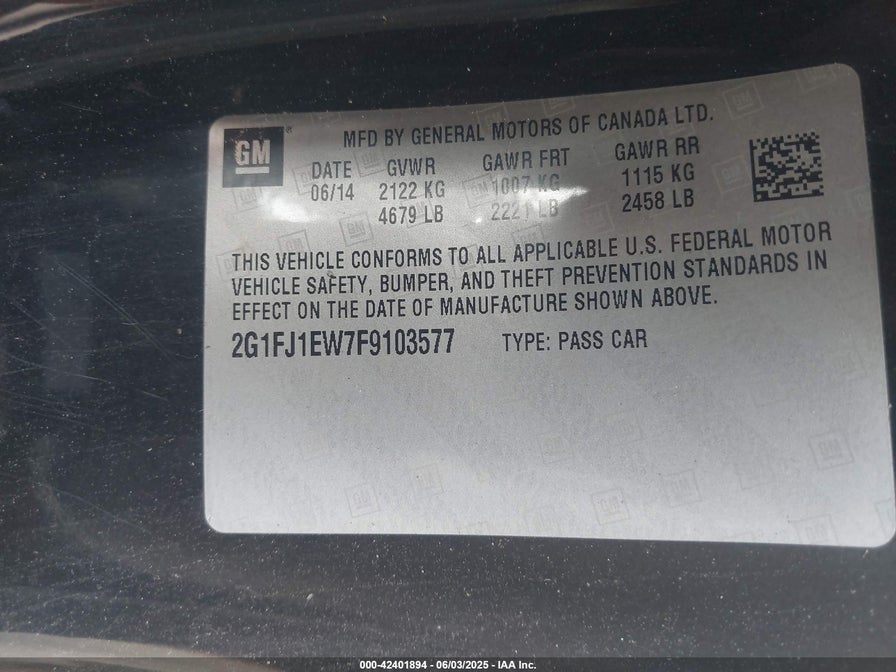 GM
MFD BY GENERAL MOTORS OF CANADA LTD.
DATE GVWR GAWR FRT GAWR RR
06/14 2122 KG 1007 KG 1115 KG
4679 LB 2221 LB 2458 LB
THIS VEHICLE CONFORMS TO ALL APPLICABLE U.S. FEDERAL MOTOR
VEHICLE SAFETY, BUMPER, AND THEFT PREVENTION STANDARDS IN
EFFECT ON THE DATE OF MANUFACTURE SHOWN ABOVE.
2G1FJ1EW7F9103577 TYPE: PASS CAR
000-42401894 - 06/03/2025 - IAA Inc.